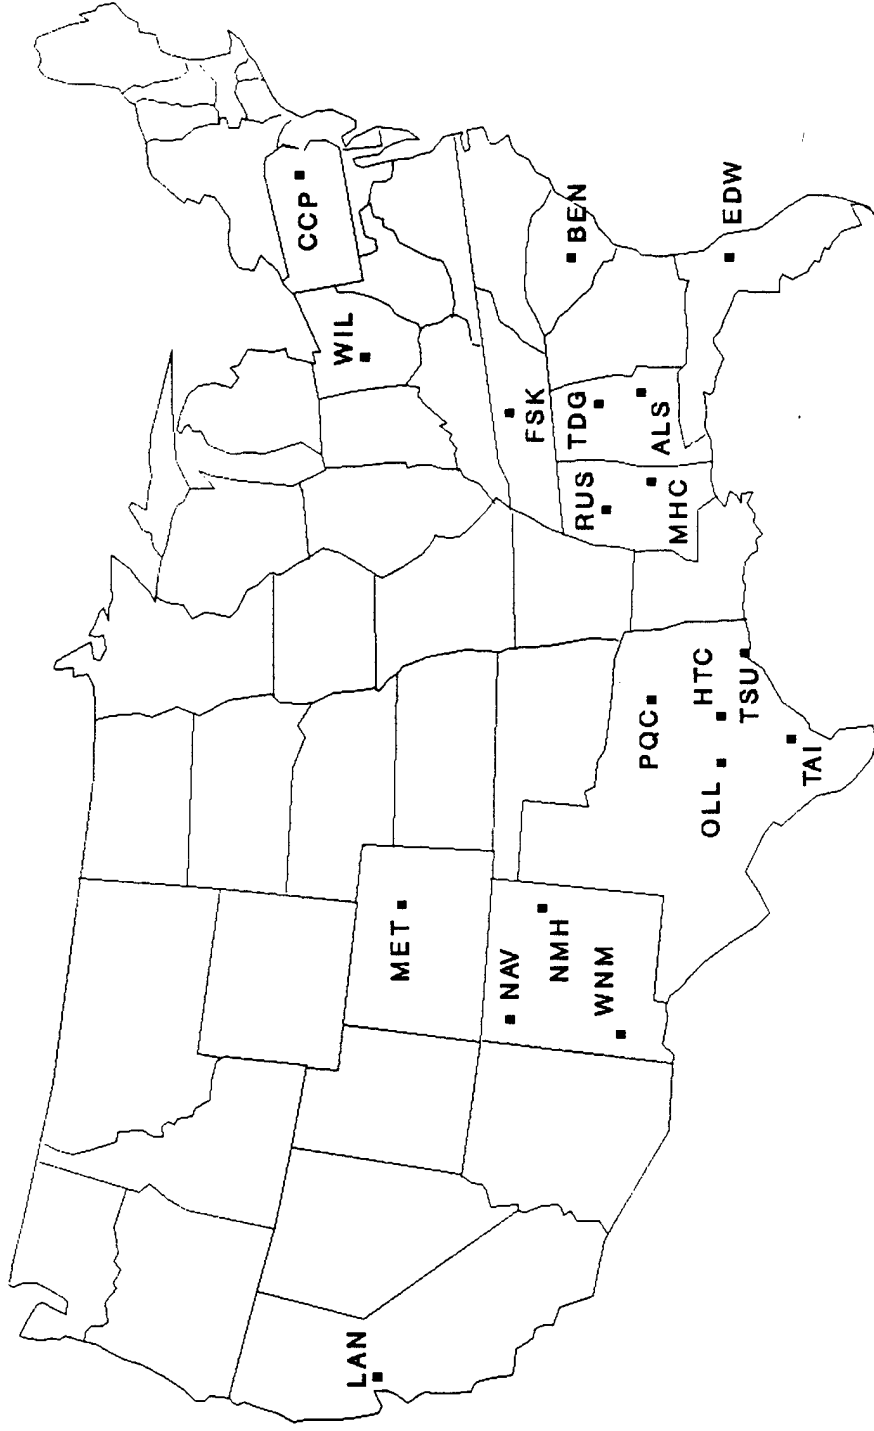 CCP
WIL
BEN
EDW
FSK
TDG
ALS
RUS
MHC
PQC
HTC
TSU
OLL
TAI
MET
NAV
NMH
WNM
LAN